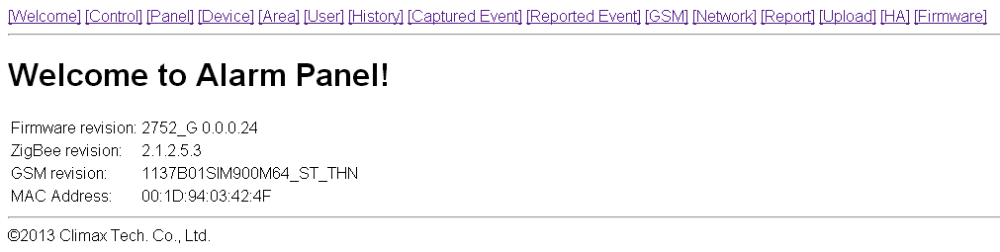 [Welcome] [Control] [Panel] [Device] [Area] [User] [History] [Captured Event] [Reported Event] [GSM] [Network] [Report] [Upload] [HA] [Firmware]
Welcome to Alarm Panel!
Firmware revision: 2752_G 0.0.0.24
ZigBee revision: 2.1.2.5.3
GSM revision: 1137B01SIM900M64_ST_THN
MAC Address: 00:1D:94:03:42:4F
©2013 Climax Tech. Co., Ltd.